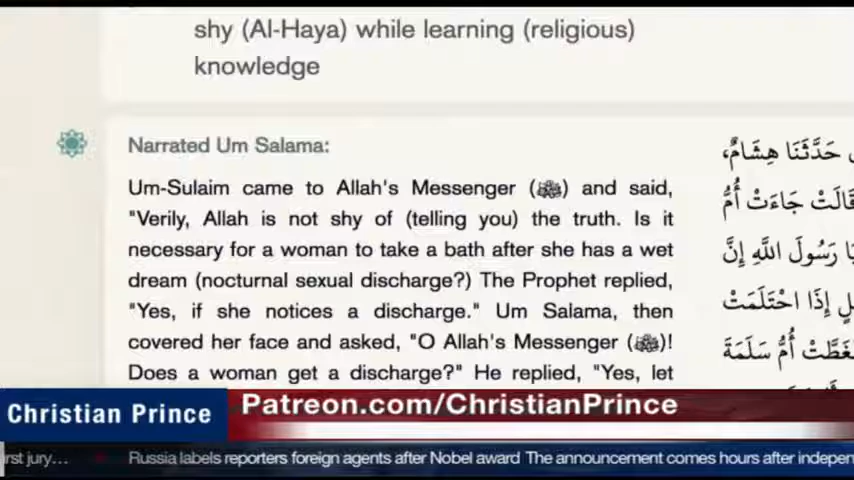 shy (Al-Haya) while learning (religious)
knowledge
Narrated Um Salama:
Um-Sulaim came to Allah's Messenger (ﷺ) and said,
"Verily, Allah is not shy of (telling you) the truth. Is it
necessary for a woman to take a bath after she has a wet
dream (nocturnal sexual discharge?) The Prophet replied,
"Yes, if she notices a discharge." Um Salama, then
covered her face and asked, "O Allah's Messenger (ﷺ)!
Does a woman get a discharge?" He replied, "Yes, let
حَدَّثَنَا هِشَامٌ،
قَالَتْ جَاءَتْ أُمُّ
رَسُولَ اللَّهِ إِنَّ
إِذَا احْتَلَمَتْ
فَغَطَّتْ أُمُّ سَلَمَةَ
Christian Prince
Patreon.com/ChristianPrince
jury... Russia labels reporters foreign agents after Nobel award The announcement comes hours after